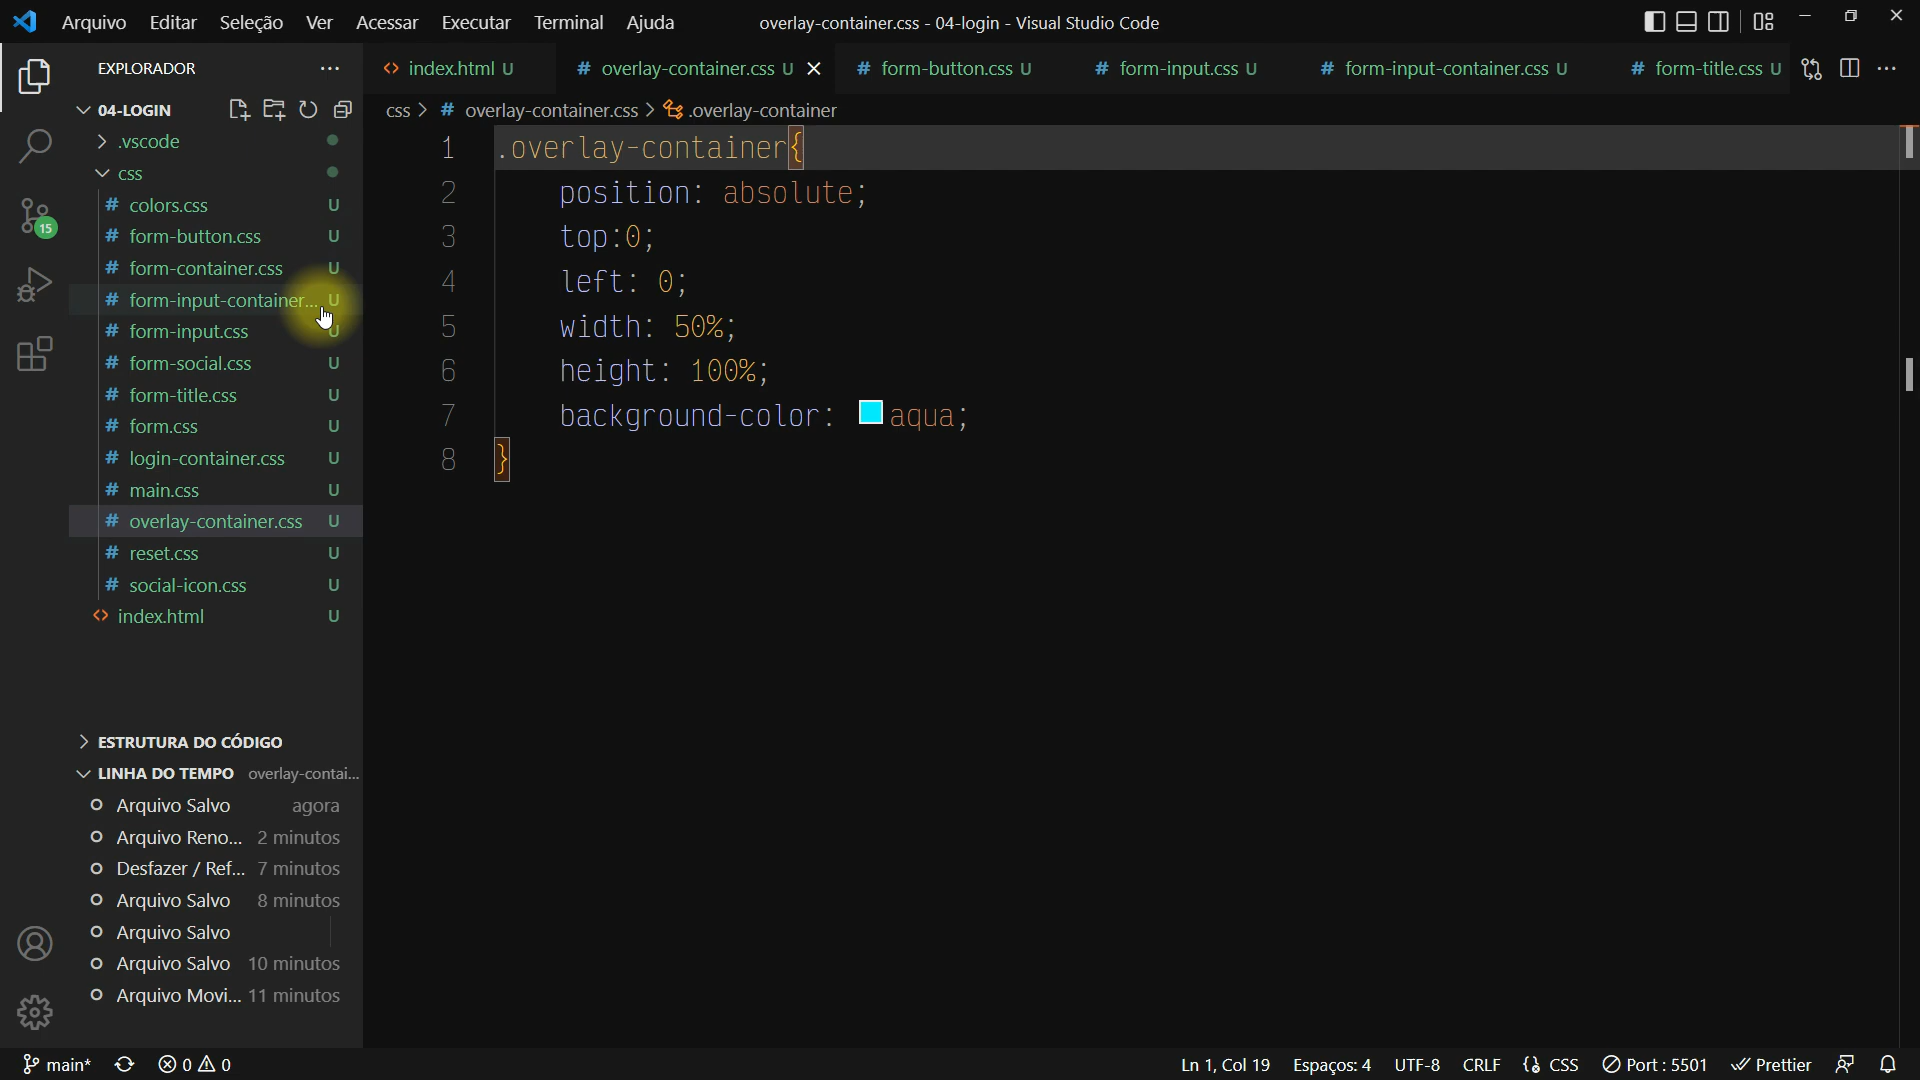 Arquivo Editar Seleção Ver Acessar Executar Terminal Ajuda overlay-container.css - 04-login - Visual Studio Code
EXPLORADOR
index.html U overlay-container.css U form-button.css U form-input.css U form-input-container.css U form-title.css U
04-LOGIN
css > # overlay-container.css > .overlay-container
.vscode
css
# colors.css U
# form-button.css U
# form-container.css U
# form-input-container... U
# form-input.css U
# form-social.css U
# form-title.css U
# form.css U
# login-container.css U
# main.css U
# overlay-container.css U
# reset.css U
# social-icon.css U
<> index.html U
15
1 .overlay-container{
2 position: absolute;
3 top:0;
4 left: 0;
5 width: 50%;
6 height: 100%;
7 background-color: aqua;
8 }
ESTRUTURA DO CÓDIGO
LINHA DO TEMPO overlay-contai...
Arquivo Salvo agora
Arquivo Reno... 2 minutos
Desfazer / Ref... 7 minutos
Arquivo Salvo 8 minutos
Arquivo Salvo
Arquivo Salvo 10 minutos
Arquivo Movi... 11 minutos
main* 0 0 Ln 1, Col 19 Espaços: 4 UTF-8 CRLF {} CSS Port : 5501 Prettier